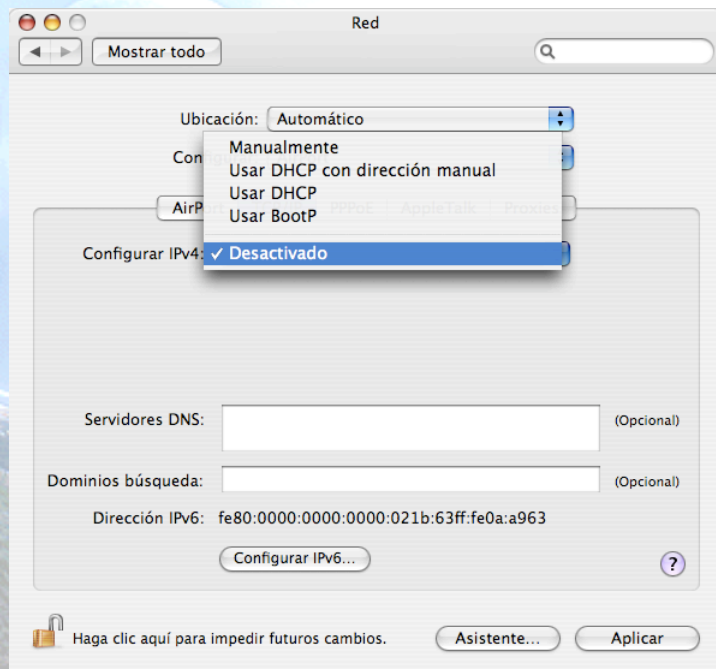 Red
Mostrar todo
Ubicación: Automático
Manualmente
Usar DHCP con dirección manual
Usar DHCP
Usar BootP
PPPoE AppleTalk Proxies
Configurar IPv4: ✓ Desactivado
Servidores DNS: (Opcional)
Dominios búsqueda: (Opcional)
Dirección IPv6: fe80:0000:0000:0000:021b:63ff:fe0a:a963
Configurar IPv6...
?
Haga clic aquí para impedir futuros cambios. Asistente... Aplicar